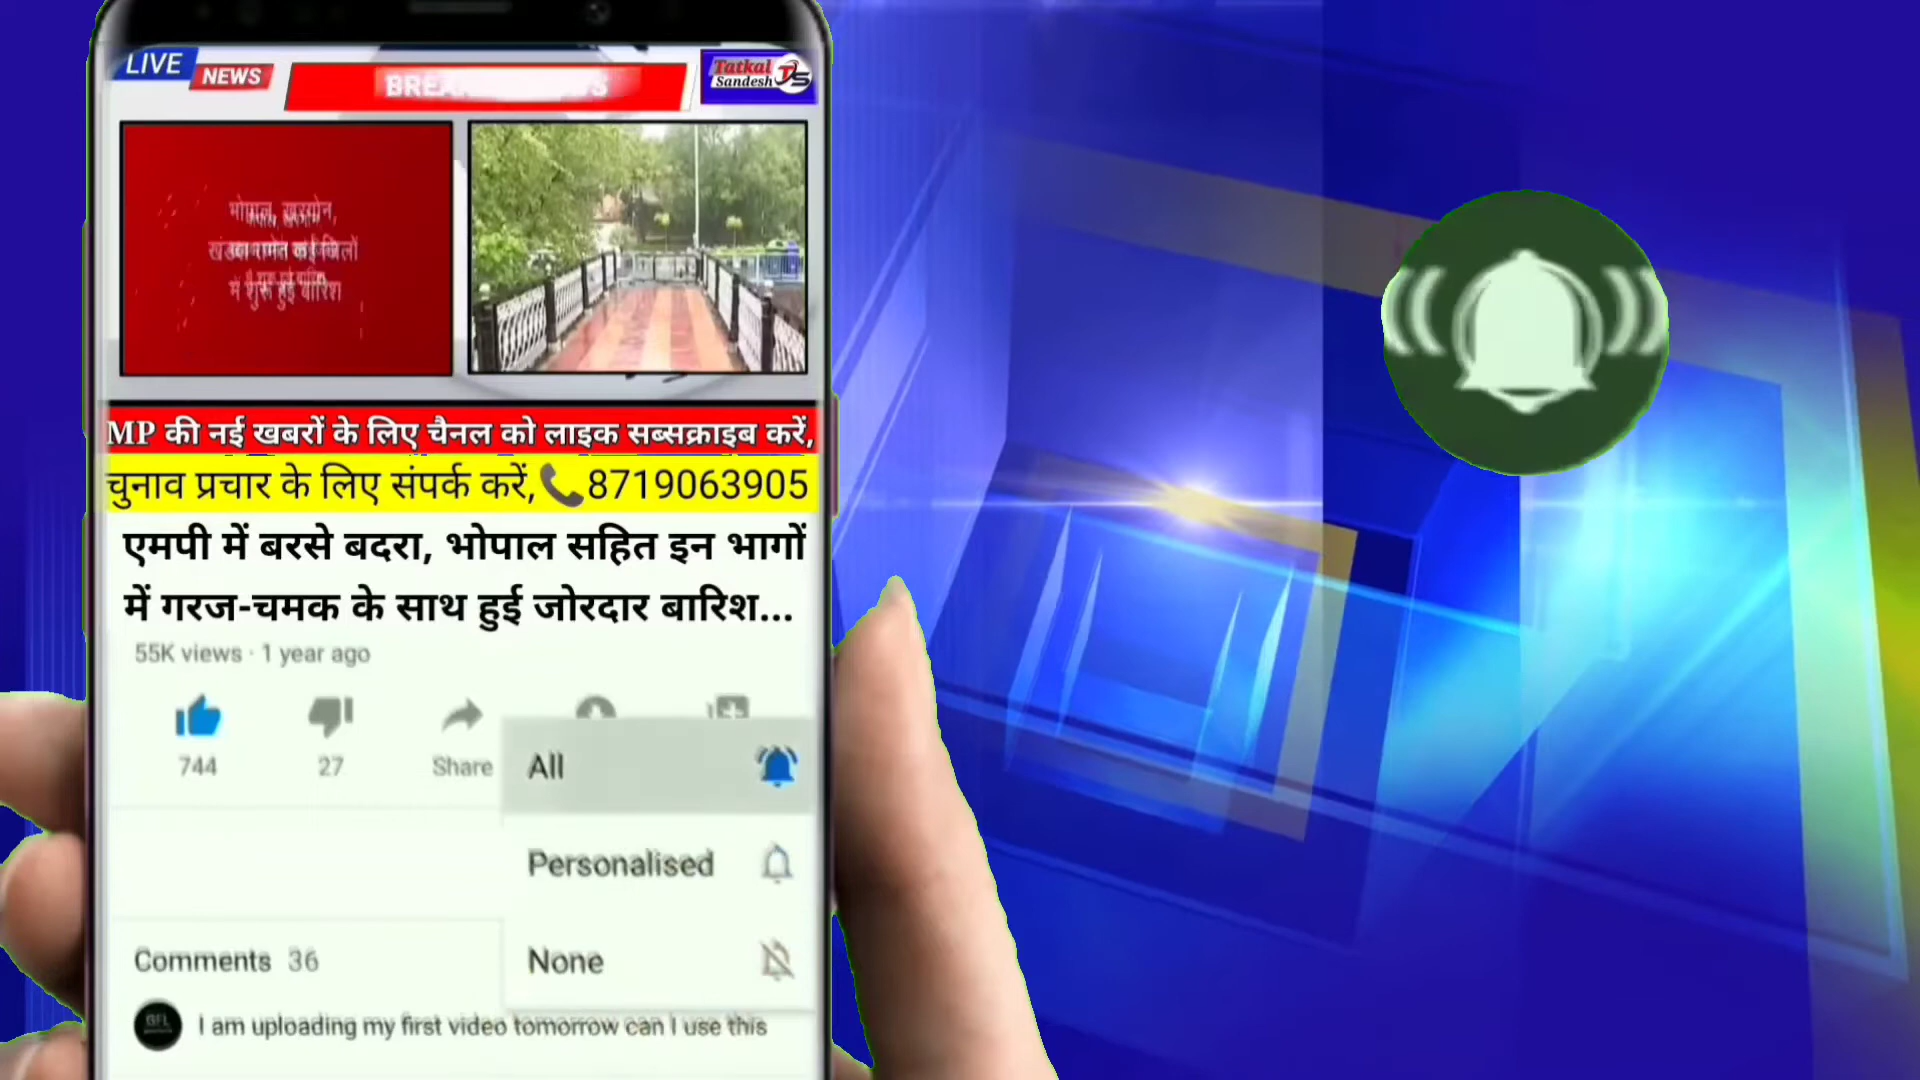 LIVE
NEWS
Tatkal
Sandesh
भोपाल, खरगोन,
में शुरू हुई बारिश
MP की नई खबरों के लिए चैनल को लाइक सब्सक्राइब करें,
चुनाव प्रचार के लिए संपर्क करें, 8719063905
एमपी में बरसे बदरा, भोपाल सहित इन भागों
में गरज-चमक के साथ हुई जोरदार बारिश...
55K views · 1 year ago
744
27
Share
All
Personalised
None
Comments 36
I am uploading my first video tomorrow can I use this